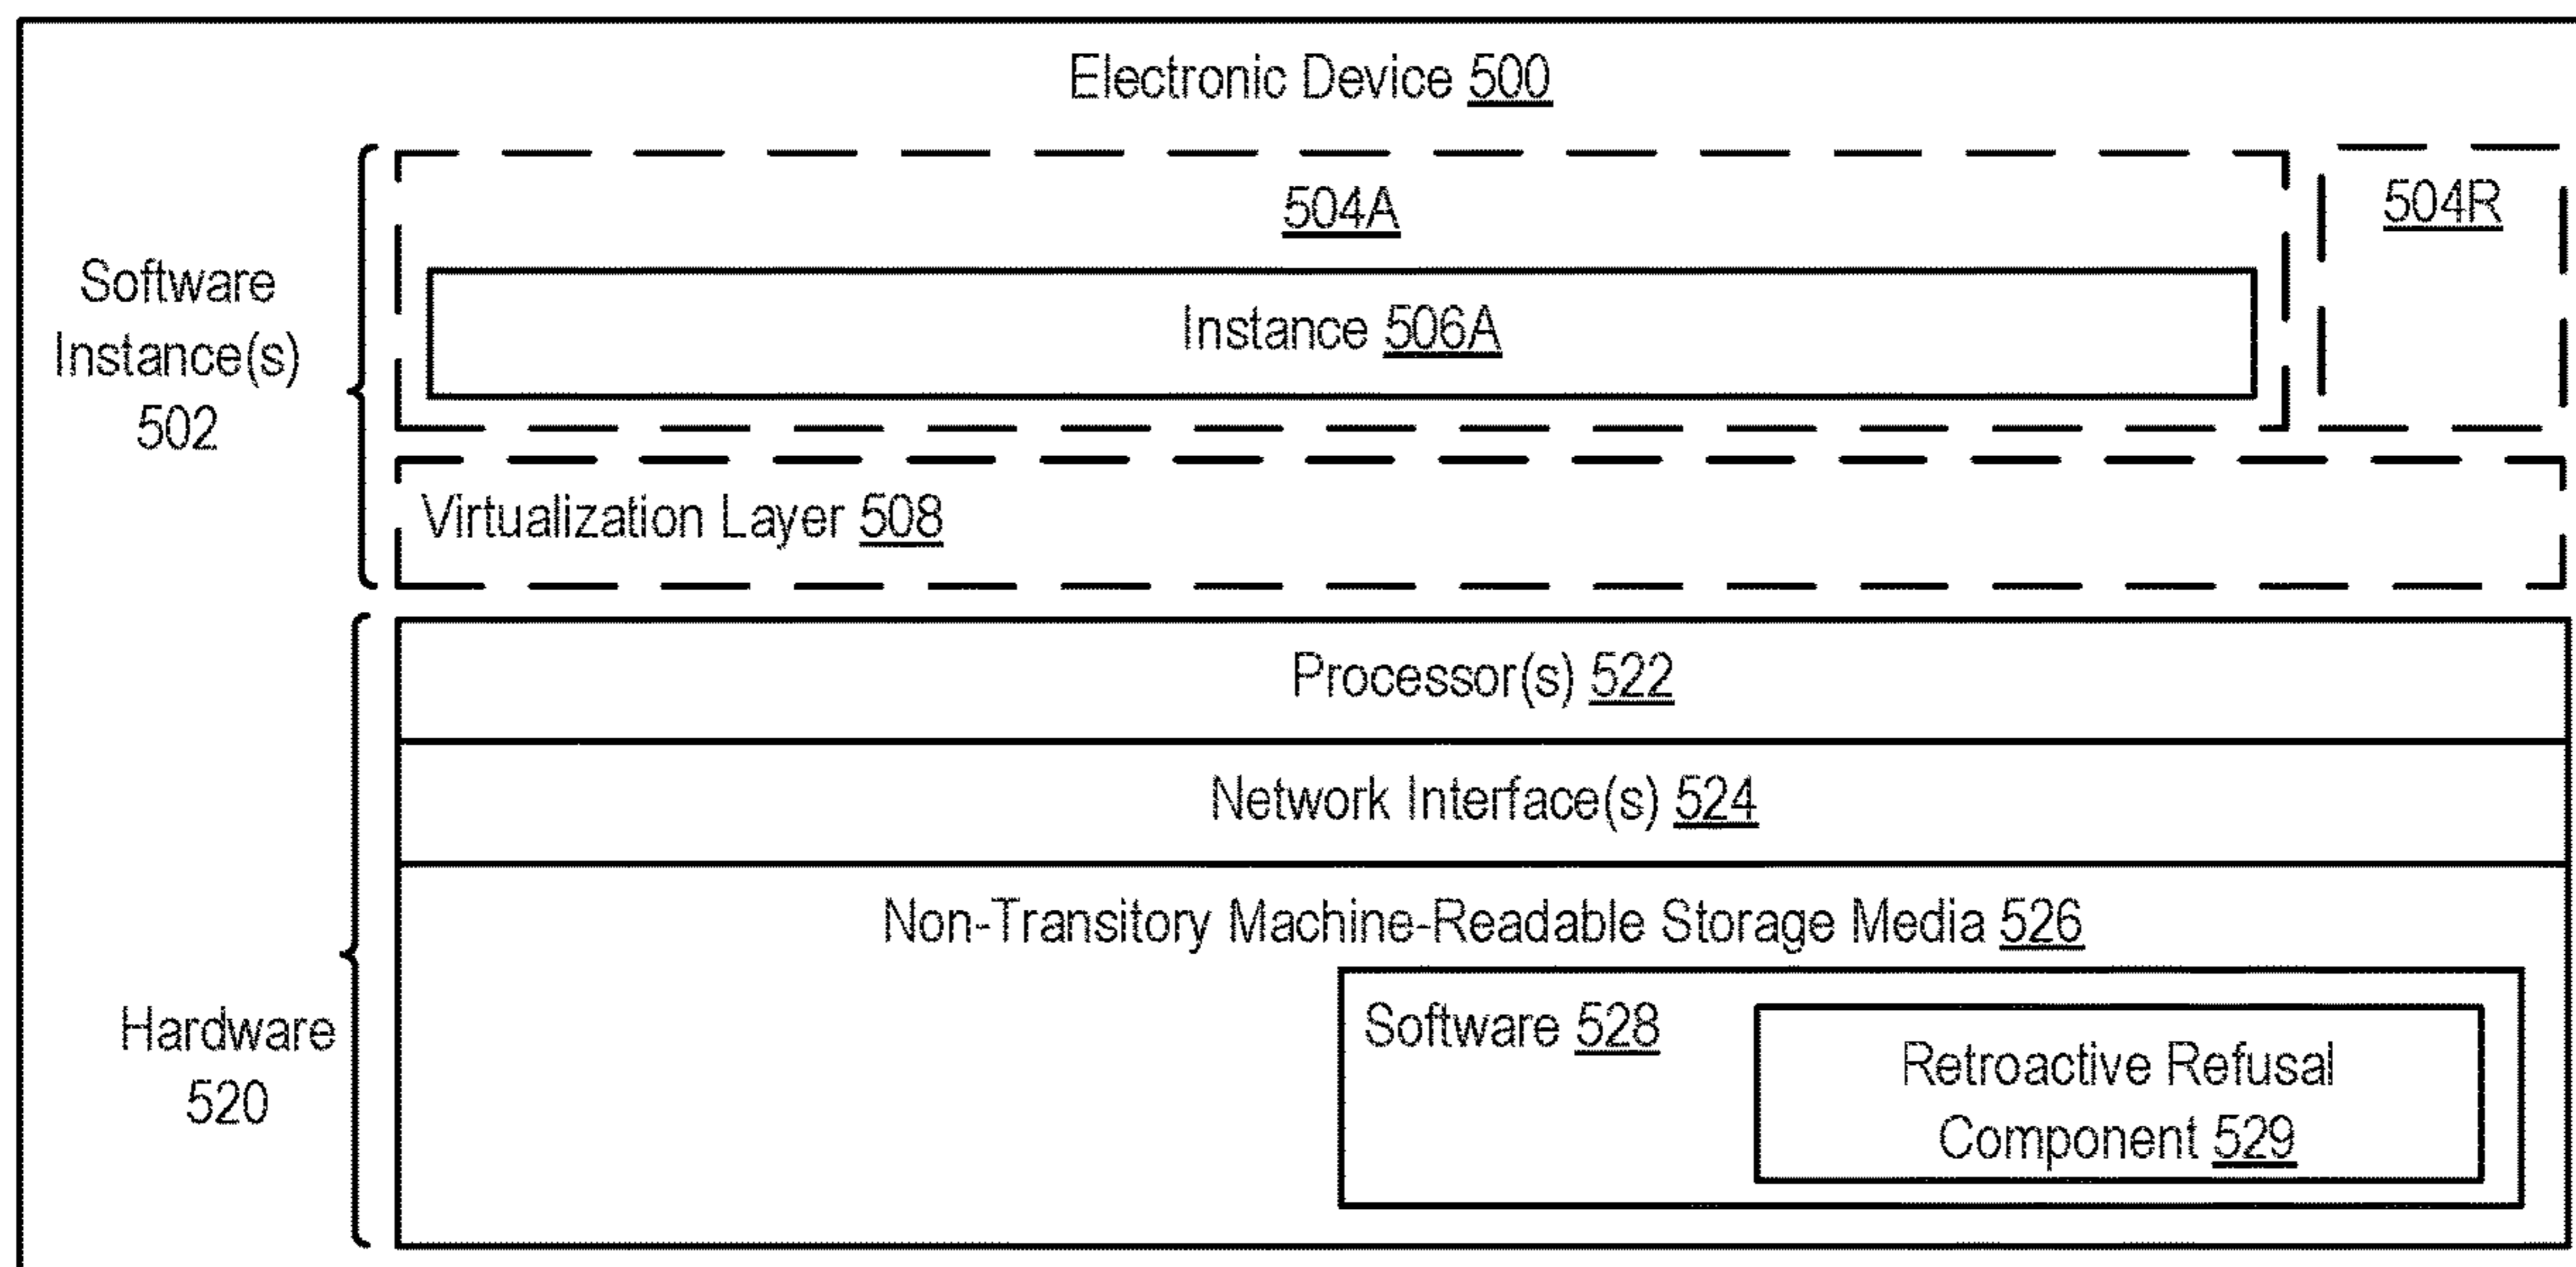 Electronic Device 500
504A
504R
Software
Instance(s)
502
Instance 506A
Virtualization Layer 508
Processor(s) 522
Network Interface(s) 524
Non-Transitory Machine-Readable Storage Media 526
Hardware
520
Software 528
Retroactive Refusal
Component 529